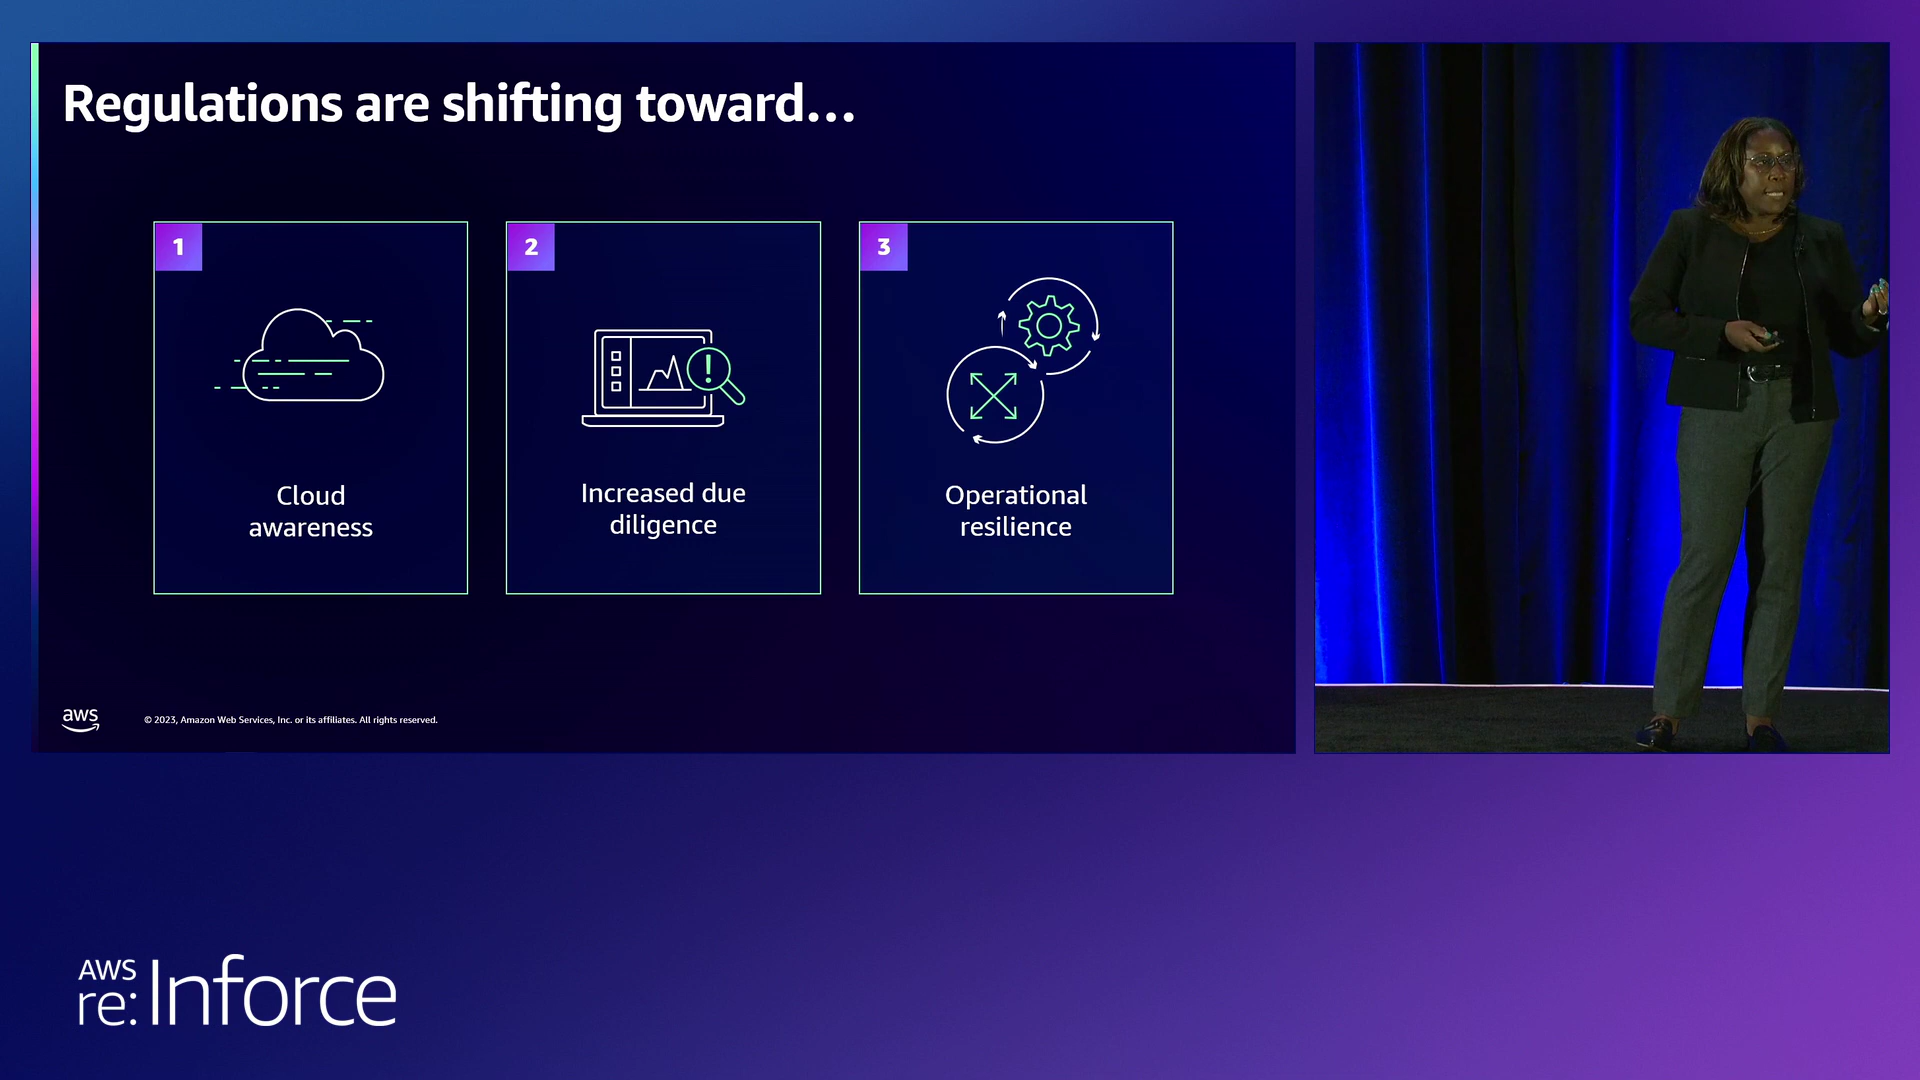 Regulations are shifting toward...
1
Cloud
awareness
2
Increased due
diligence
3
Operational
resilience
aws
© 2023, Amazon Web Services, Inc. or its affiliates. All rights reserved.
AWS
re:Inforce